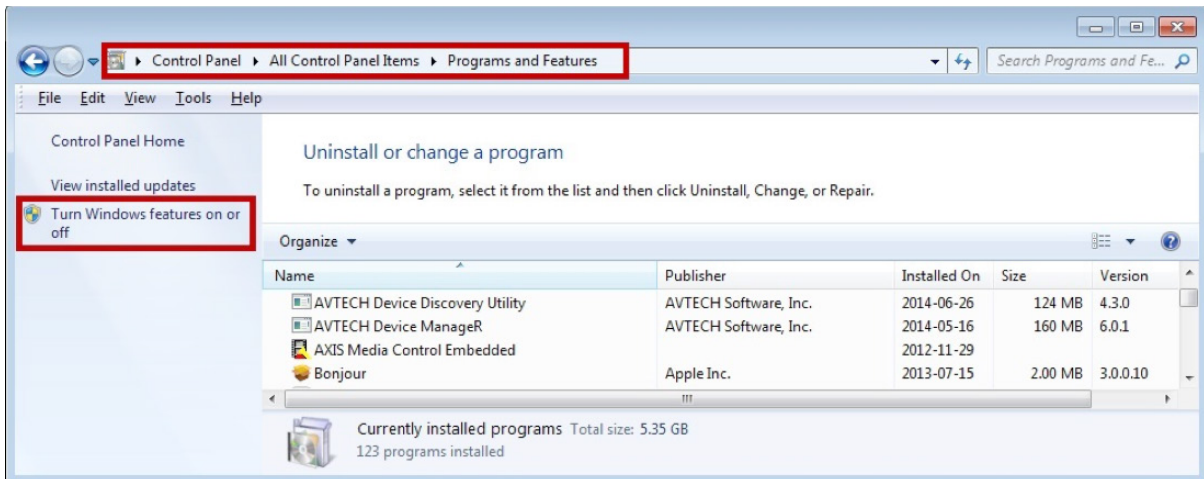 Control Panel ▸ All Control Panel Items ▸ Programs and Features
Search Programs and Fe...
File Edit View Tools Help
Control Panel Home
View installed updates
Turn Windows features on or
off
Uninstall or change a program
To uninstall a program, select it from the list and then click Uninstall, Change, or Repair.
Organize
Name Publisher Installed On Size Version
AVTECH Device Discovery Utility AVTECH Software, Inc. 2014-06-26 124 MB 4.3.0
AVTECH Device ManageR AVTECH Software, Inc. 2014-05-16 160 MB 6.0.1
AXIS Media Control Embedded 2012-11-29
Bonjour Apple Inc. 2013-07-15 2.00 MB 3.0.0.10
Currently installed programs Total size: 5.35 GB
123 programs installed